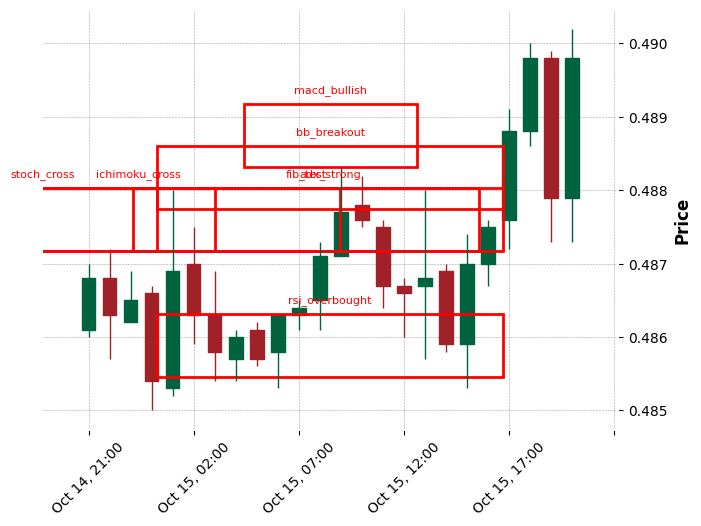 macd_bullish
bb_breakout
stoch_cross
ichimoku_cross
rsi_overbought
0.490
0.489
0.488
0.487
0.486
0.485
Price
Oct 14, 21:00
Oct 15, 02:00
Oct 15, 07:00
Oct 15, 12:00
Oct 15, 17:00